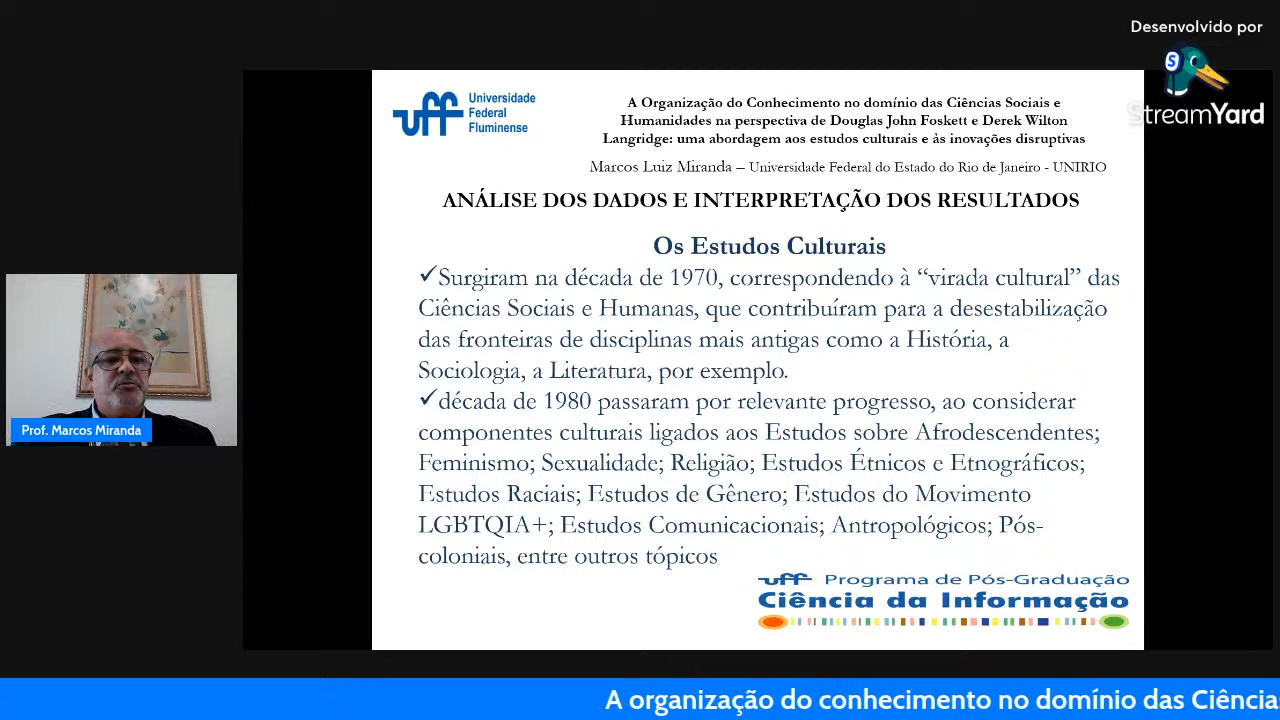 Desenvolvido por
StreamYard
uff Universidade
Federal
Fluminense
A Organização do Conhecimento no domínio das Ciências Sociais e
Humanidades na perspectiva de Douglas John Foskett e Derek Wilton
Langridge: uma abordagem aos estudos culturais e às inovações disruptivas
Marcos Luiz Miranda – Universidade Federal do Estado do Rio de Janeiro - UNIRIO
ANÁLISE DOS DADOS E INTERPRETAÇÃO DOS RESULTADOS
Os Estudos Culturais
✓Surgiram na década de 1970, correspondendo à “virada cultural” das
Ciências Sociais e Humanas, que contribuíram para a desestabilização
das fronteiras de disciplinas mais antigas como a História, a
Sociologia, a Literatura, por exemplo.
✓década de 1980 passaram por relevante progresso, ao considerar
componentes culturais ligados aos Estudos sobre Afrodescendentes;
Feminismo; Sexualidade; Religião; Estudos Étnicos e Etnográficos;
Estudos Raciais; Estudos de Gênero; Estudos do Movimento
LGBTQIA+; Estudos Comunicacionais; Antropológicos; Pós-
coloniais, entre outros tópicos
uff Programa de Pós-Graduação
Ciência da Informação
Prof. Marcos Miranda
A organização do conhecimento no domínio das Ciência